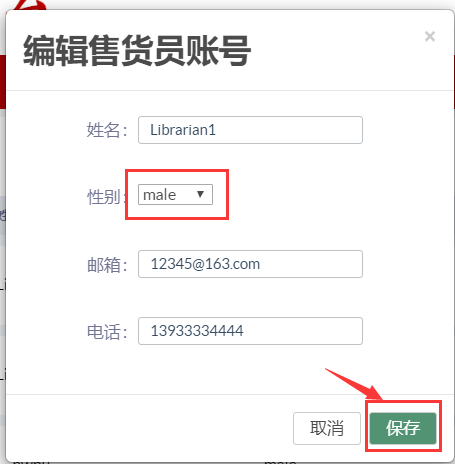 编辑售货员账号
×
姓名： Librarian1
性别： male ▼
邮箱： 12345@163.com
电话： 13933334444
取消 保存
male